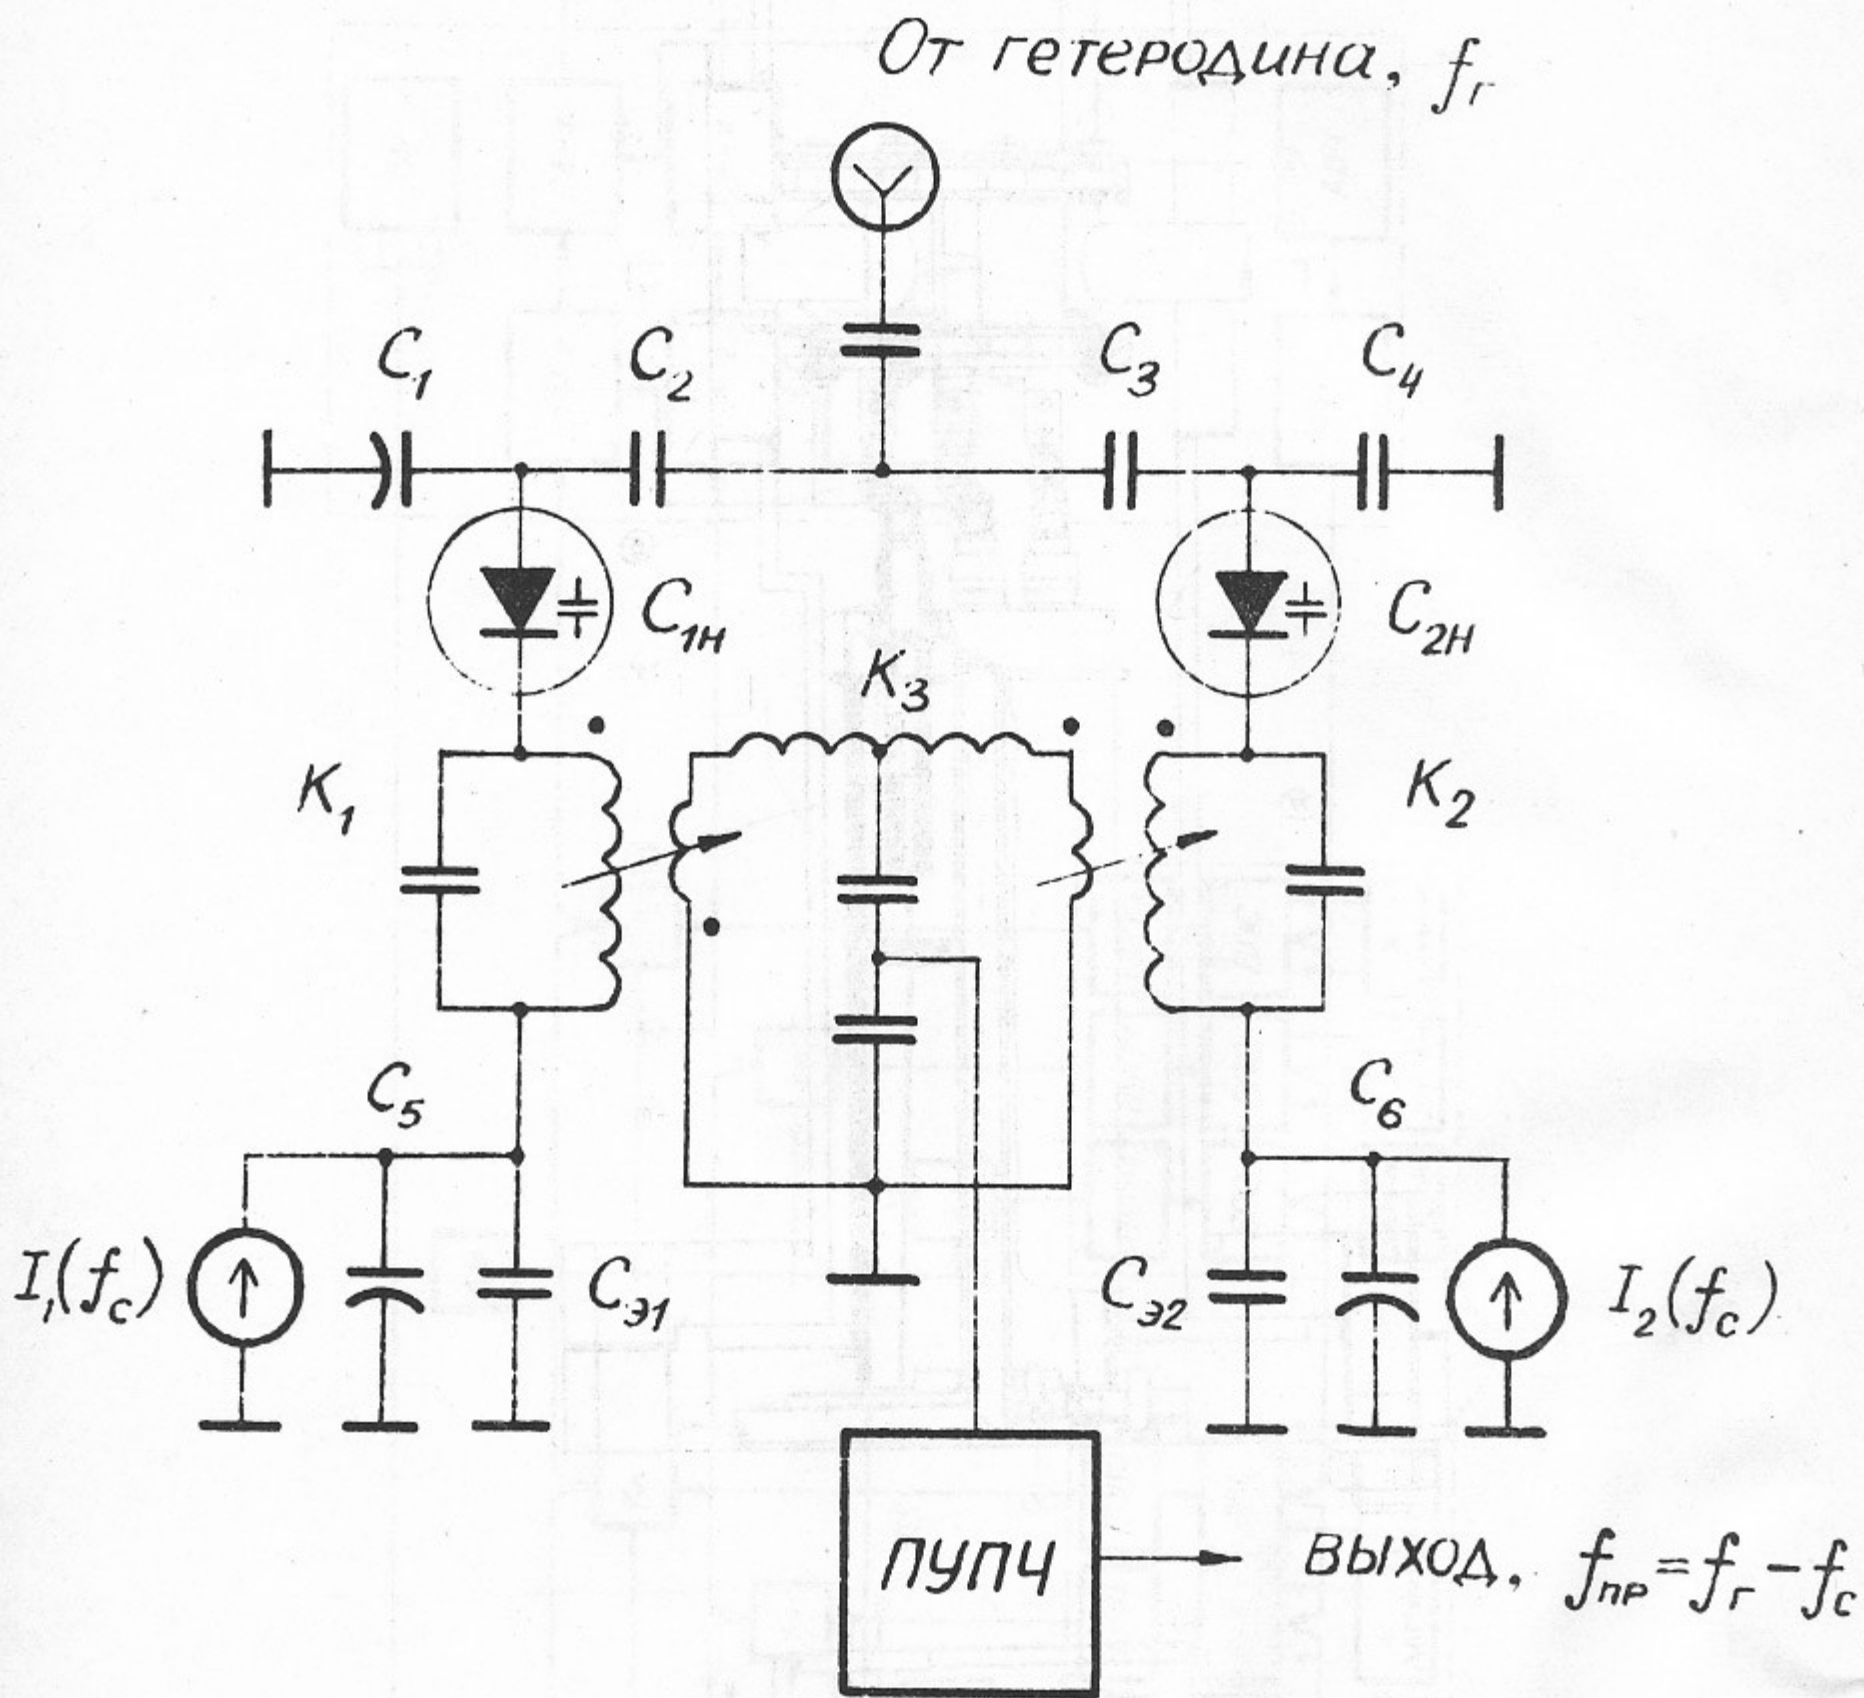 От гетеродина, fг
C1
C2
C3
C4
C1Н
C2Н
K3
K1
K2
C5
C6
I1(fc)
Cэ1
Cэ2
I2(fc)
ПУПЧ
ВЫХОД, fпр=fг-fc